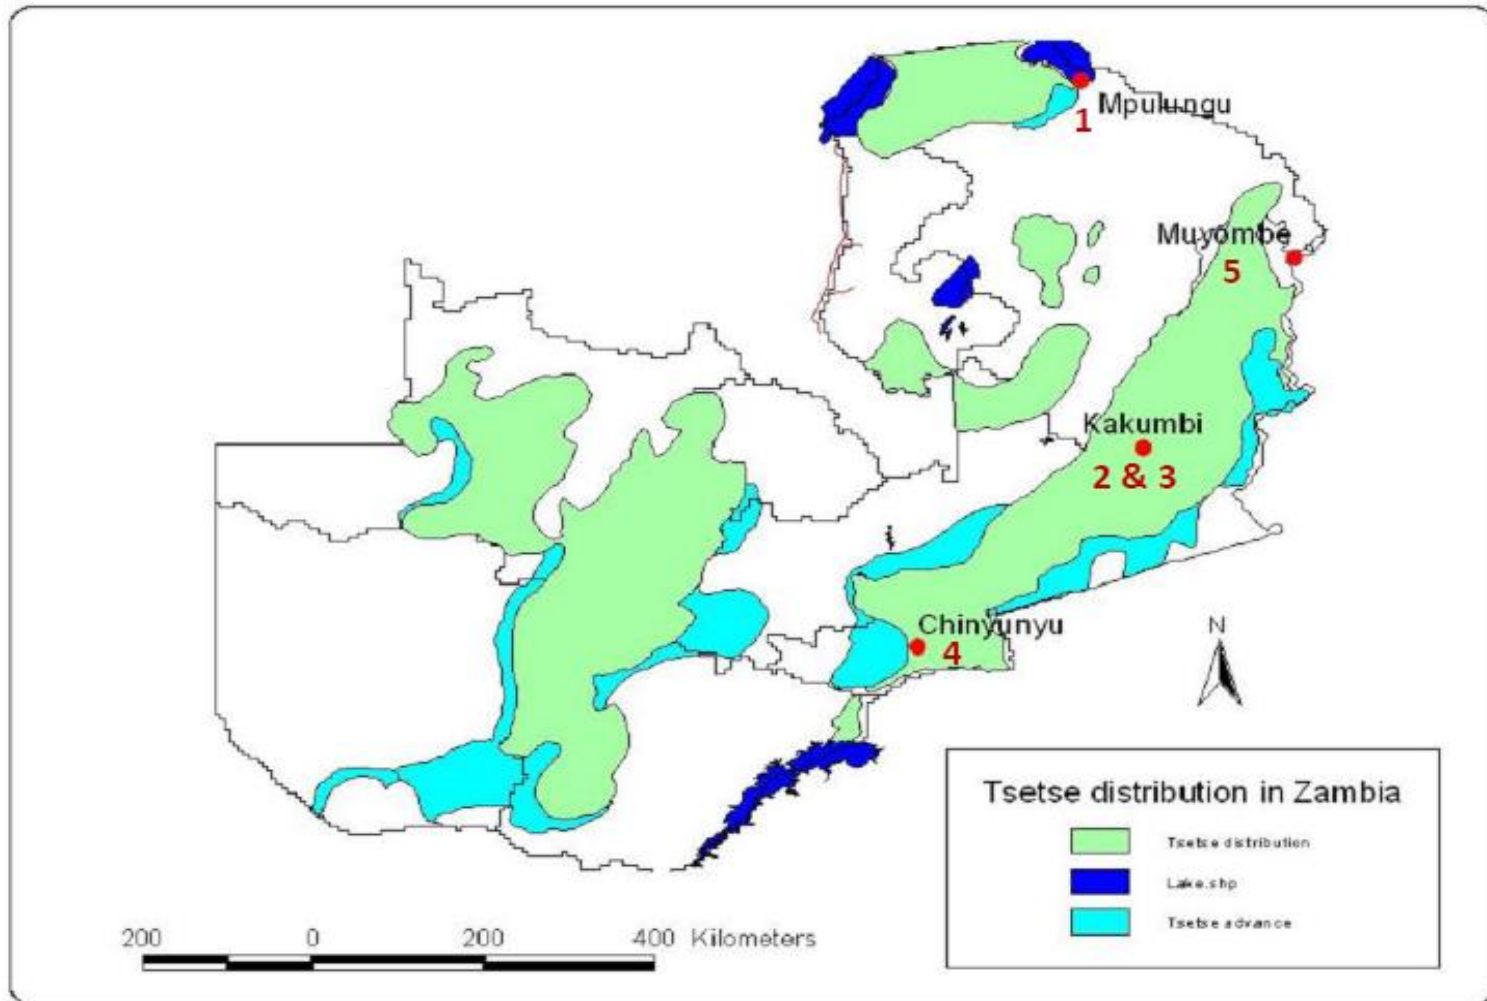 Mpulungu
1
Muyombe
5
Kakumbi
2 & 3
Chinyunyu
4
N
Tsetse distribution in Zambia
Tsetse distribution
Lake.shp
Tsetse advance
200 0 200 400 Kilometers